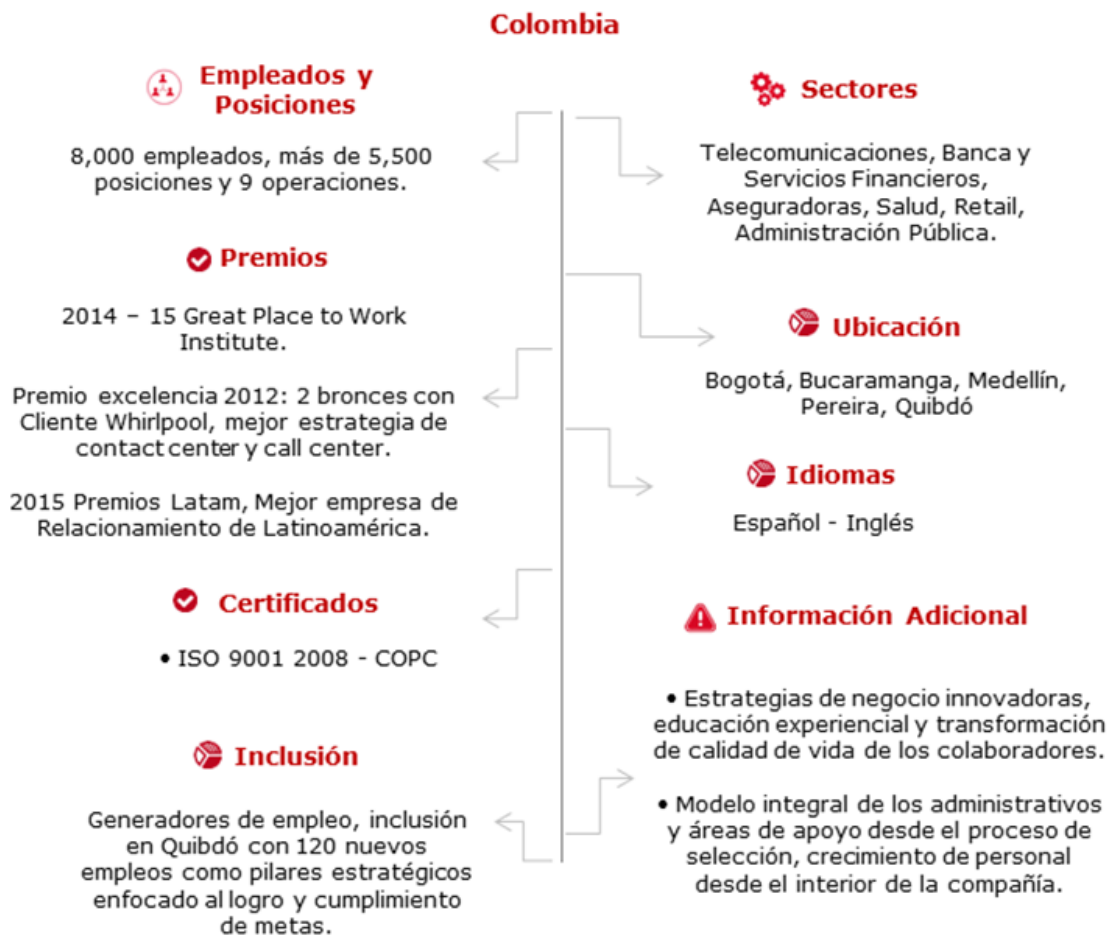 Colombia
Empleados y
Posiciones
8,000 empleados, más de 5,500
posiciones y 9 operaciones.
Premios
2014 – 15 Great Place to Work
Institute.
Premio excelencia 2012: 2 bronces con
Cliente Whirlpool, mejor estrategia de
contact center y call center.
2015 Premios Latam, Mejor empresa de
Relacionamiento de Latinoamérica.
Certificados
• ISO 9001 2008 - COPC
Inclusión
Generadores de empleo, inclusión
en Quibdó con 120 nuevos
empleos como pilares estratégicos
enfocado al logro y cumplimiento
de metas.
Sectores
Telecomunicaciones, Banca y
Servicios Financieros,
Aseguradoras, Salud, Retail,
Administración Pública.
Ubicación
Bogotá, Bucaramanga, Medellín,
Pereira, Quibdó
Idiomas
Español - Inglés
Información Adicional
• Estrategias de negocio innovadoras,
educación experiencial y transformación
de calidad de vida de los colaboradores.
• Modelo integral de los administrativos
y áreas de apoyo desde el proceso de
selección, crecimiento de personal
desde el interior de la compañía.